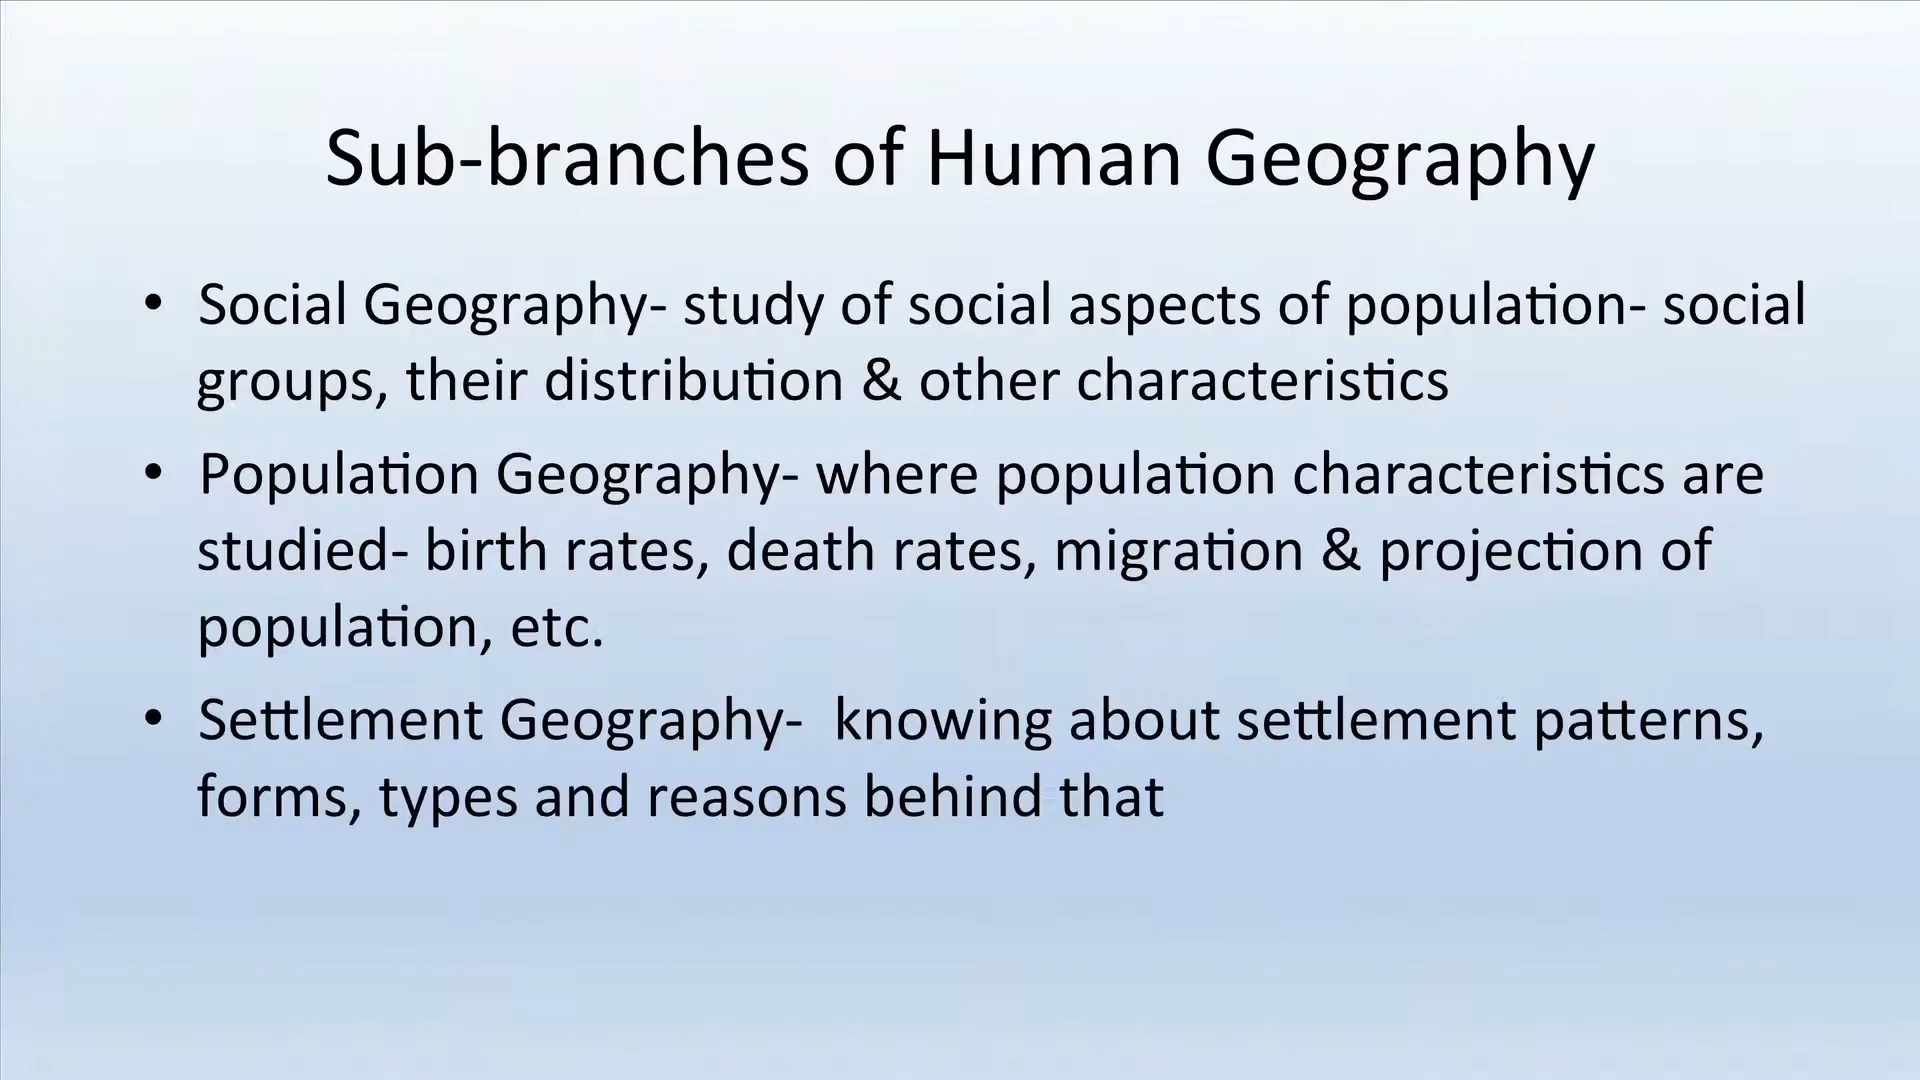 Sub-branches of Human Geography
• Social Geography- study of social aspects of population- social
groups, their distribution & other characteristics
• Population Geography- where population characteristics are
studied- birth rates, death rates, migration & projection of
population, etc.
• Settlement Geography-  knowing about settlement patterns,
forms, types and reasons behind that